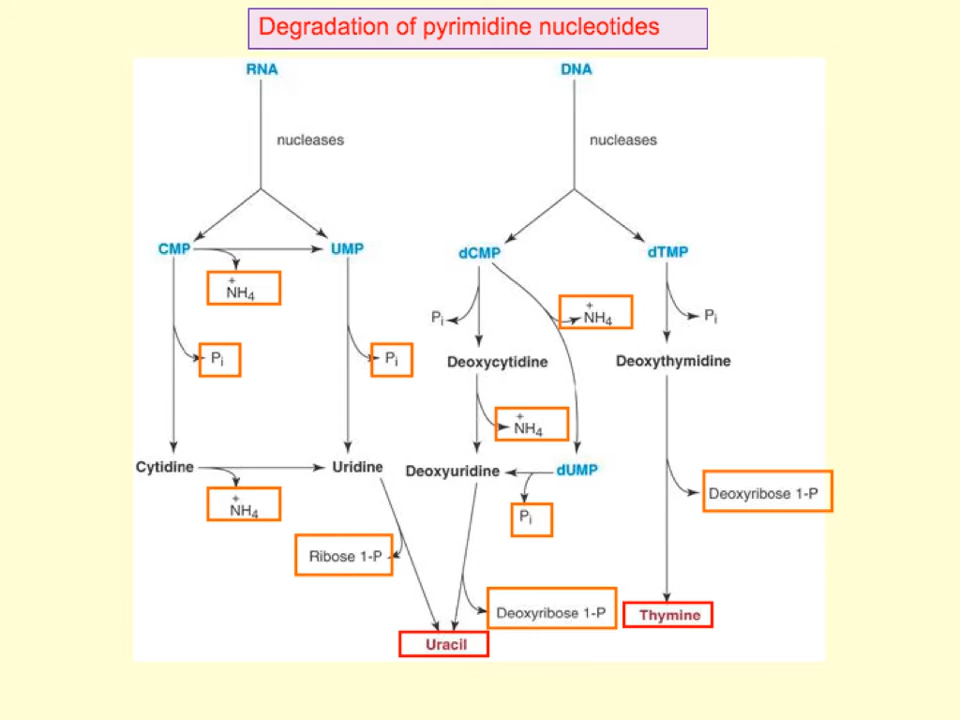 Degradation of pyrimidine nucleotides
RNA
DNA
nucleases
nucleases
CMP
UMP
dCMP
dTMP
+
NH4
+
NH4
Pi
Pi
Pi
Pi
Deoxycytidine
Deoxythymidine
+
NH4
Cytidine
Uridine
Deoxyuridine
dUMP
+
NH4
Pi
Deoxyribose 1-P
Ribose 1-P
Deoxyribose 1-P
Thymine
Uracil